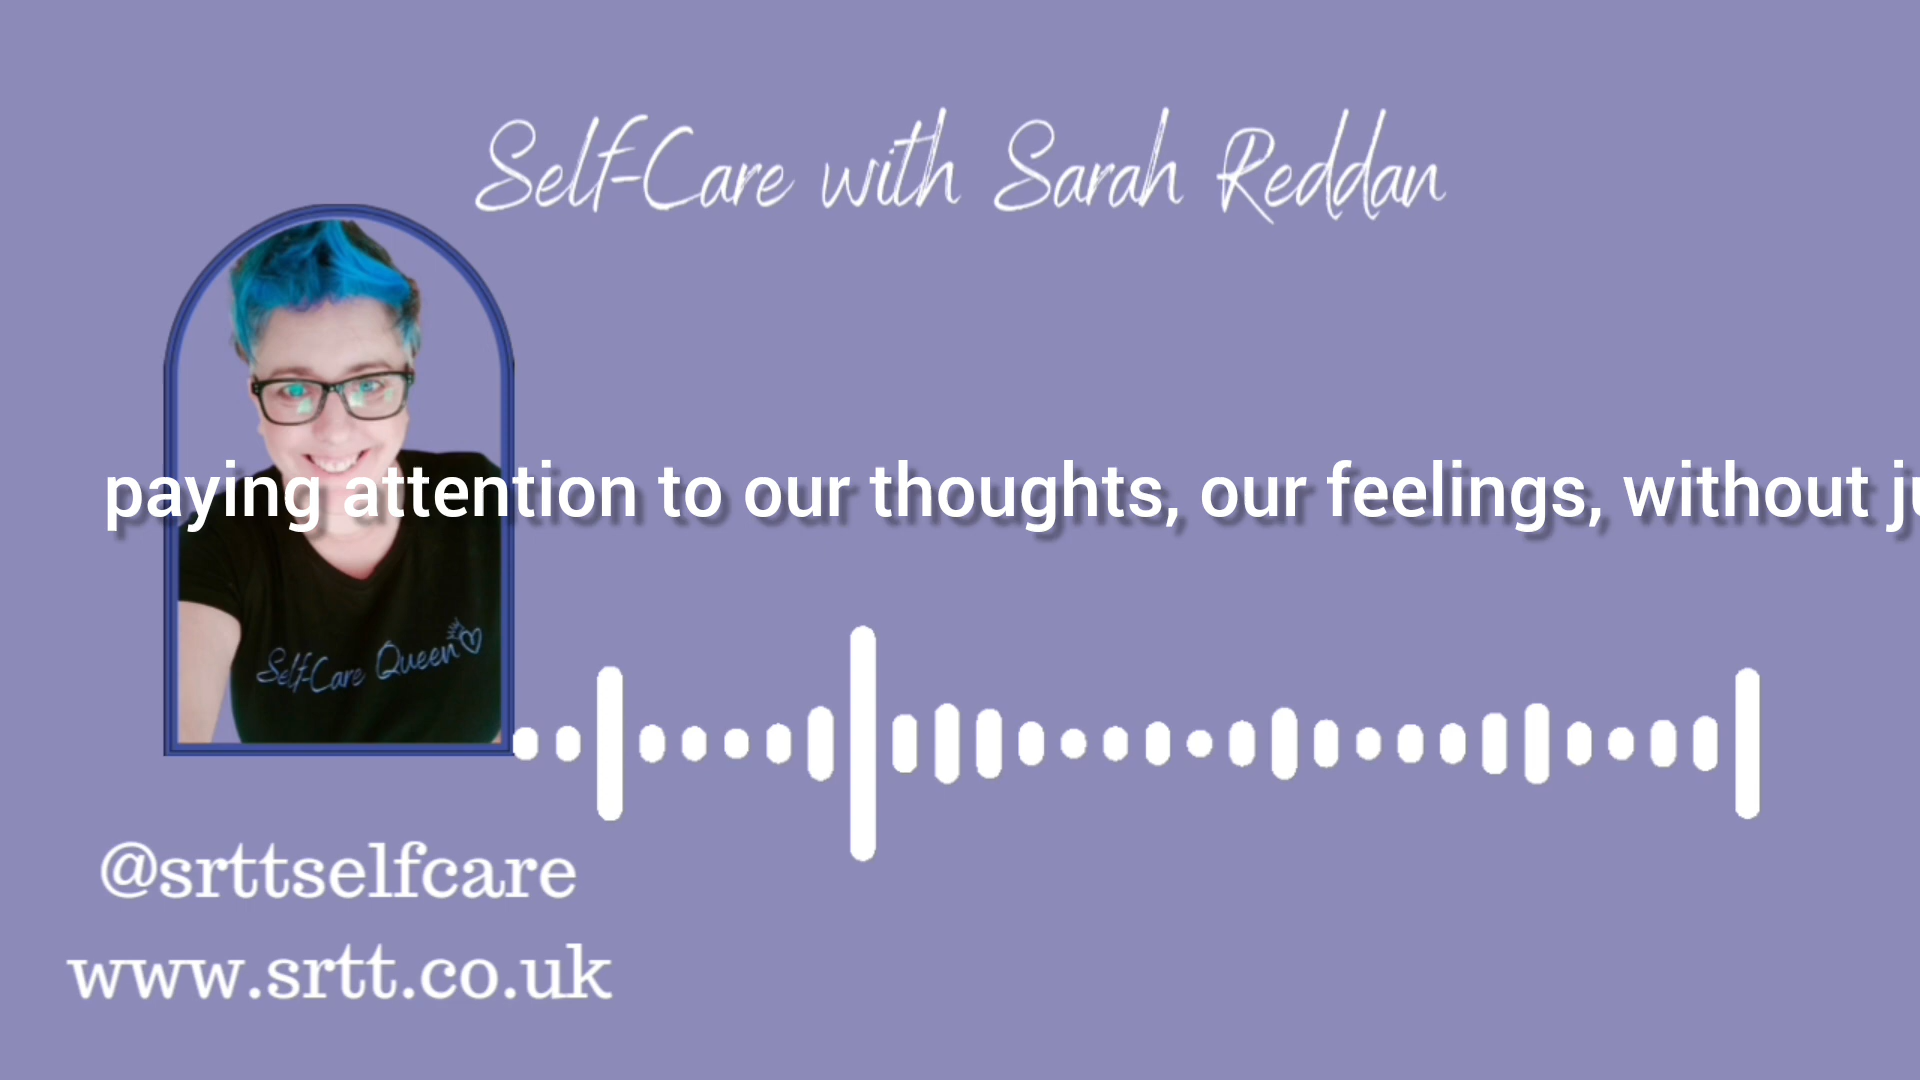 Self-Care with Sarah Reddan
paying attention to our thoughts, our feelings, without
Self-Care Queen
@srttselfcare
www.srtt.co.uk